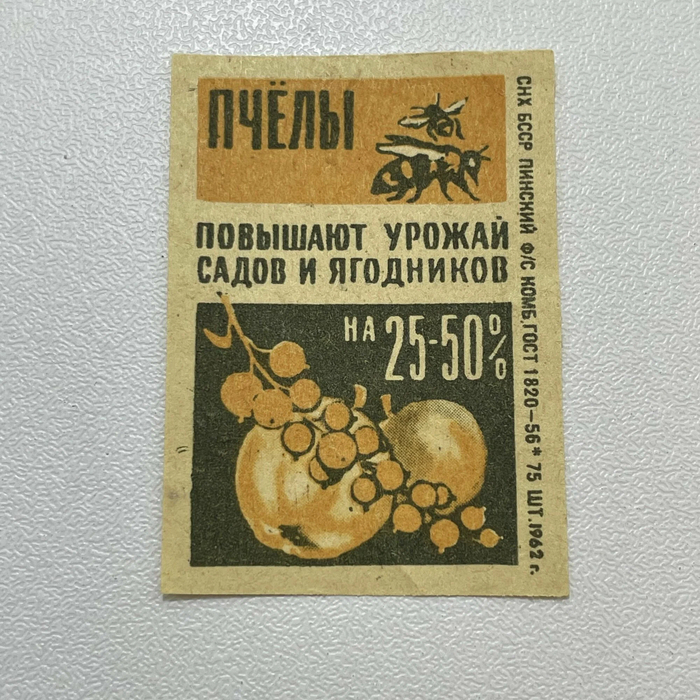 ПЧЁЛЫ
ПОВЫШАЮТ УРОЖАЙ
САДОВ И ЯГОДНИКОВ
НА 25-50%
СНХ БССР ПИНСКИЙ Ф/С КОМБ.ГОСТ 1820-56* 75 ШТ.1962 г.